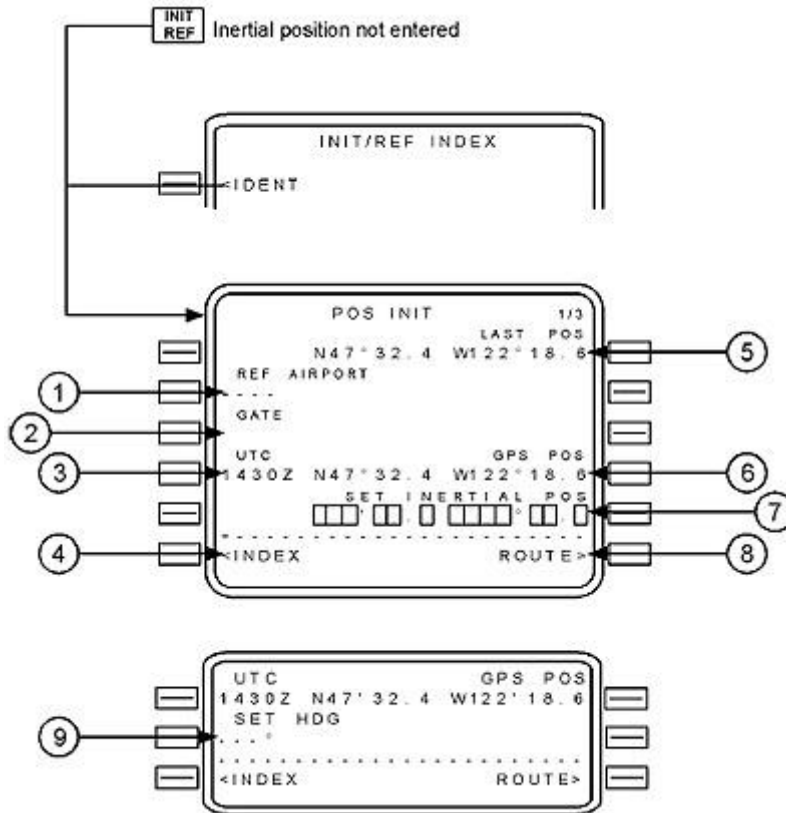 INIT REF Inertial position not entered
INIT/REF INDEX
<IDENT
POS INIT 1/3
LAST POS
N47°32.4 W122°18.6 5
REF AIRPORT
1 ----
GATE
2
UTC GPS POS
3 1430Z N47°32.4 W122°18.6 6
SET INERTIAL POS
□□□°□□.□ □□□□°□□.□ 7
4 <INDEX ROUTE> 8
UTC GPS POS
1430Z N47'32.4 W122'18.6
SET HDG
9 ...°
<INDEX ROUTE>